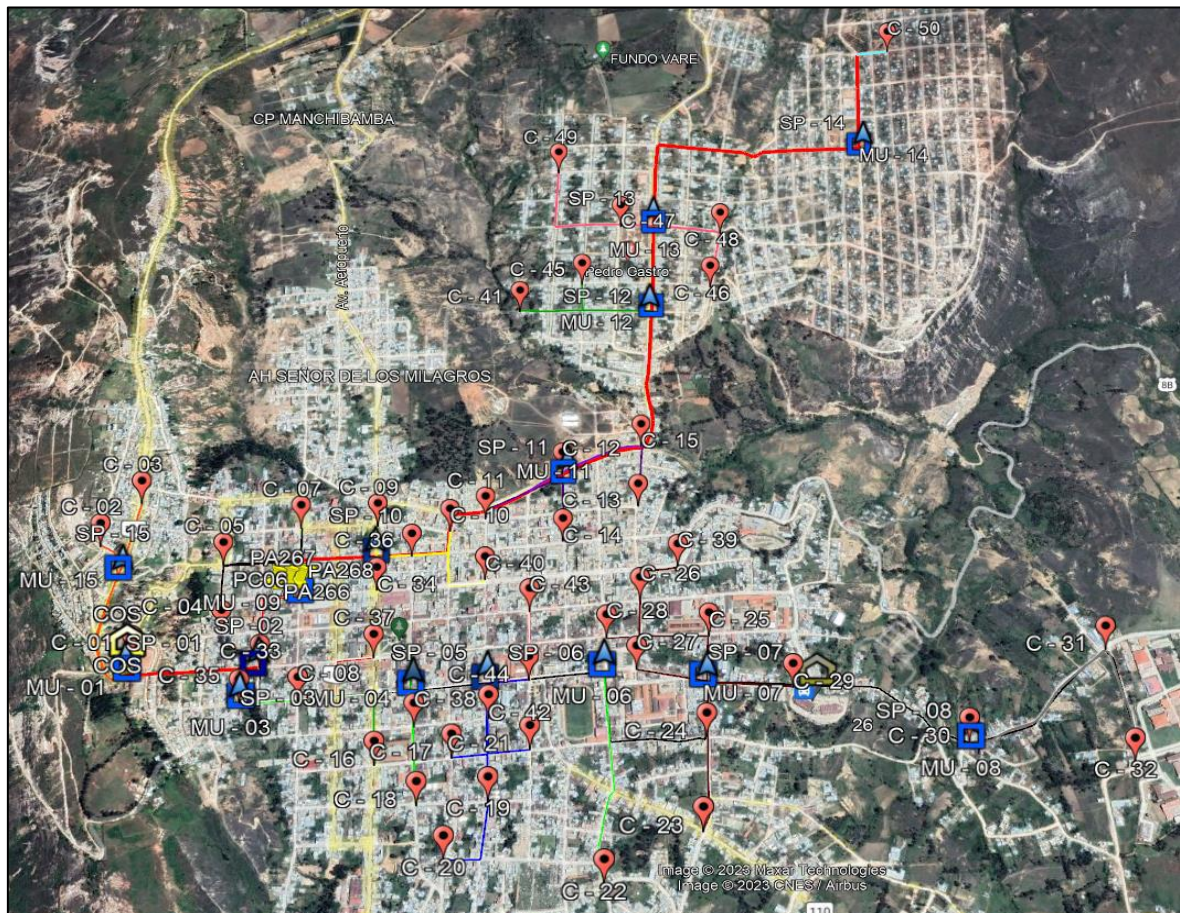 C - 50
FUNDO VARE
CP MANCHIBAMBA
SP - 14
MU - 14
C - 49
SP - 13
C - 47
C - 48
MU - 13
Av. Aeropuerto
C - 45
Pedro Castro
C - 41
SP - 12
C - 46
MU - 12
AH SEÑOR DE LOS MILAGROS
8B
SP - 11
C - 12
C - 15
MU - 11
C - 03
C - 11
C - 07
C - 09
C - 13
C - 02
SP - 10
C - 10
SP - 15
C - 05
C - 36
C - 14
C - 39
PA267
PA268
C - 40
MU - 15
PC06
C - 34
C - 26
PA266
C - 43
MU - 09
COS
C - 04
C - 37
C - 28
C - 25
SP - 02
C - 01
SP - 01
C - 33
C - 27
C - 31
SP - 05
SP - 06
SP - 07
COS
C - 35
C - 08
C - 44
C - 29
MU - 01
SP - 03
MU - 04
C - 38
MU - 06
MU - 07
MU - 03
C - 42
SP - 08
26
C - 30
C - 24
C - 16
C - 17
C - 21
C - 32
MU - 08
C - 18
C - 19
C - 23
C - 20
C - 22
Image © 2023 Maxar Technologies
Image © 2023 CNES / Airbus
110